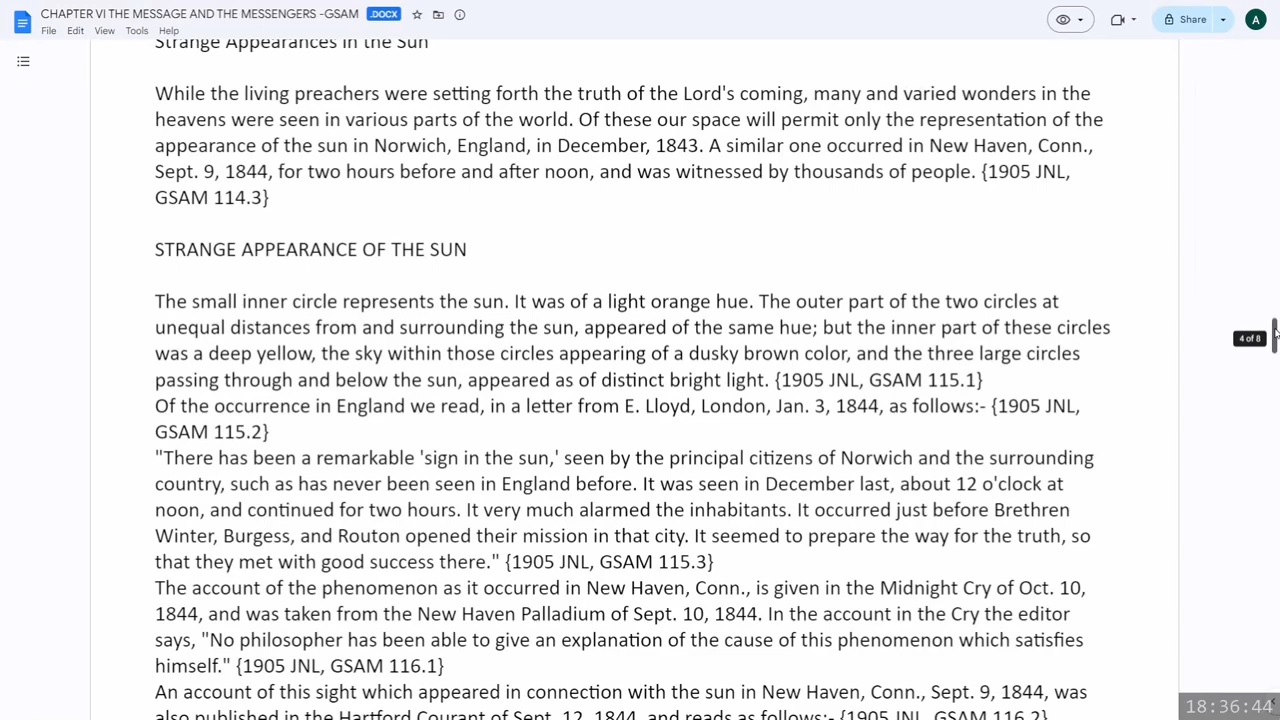 CHAPTER VI THE MESSAGE AND THE MESSENGERS -GSAM .DOCX
File Edit View Tools Help
Share
A
Strange Appearances in the Sun
While the living preachers were setting forth the truth of the Lord's coming, many and varied wonders in the
heavens were seen in various parts of the world. Of these our space will permit only the representation of the
appearance of the sun in Norwich, England, in December, 1843. A similar one occurred in New Haven, Conn.,
Sept. 9, 1844, for two hours before and after noon, and was witnessed by thousands of people. {1905 JNL,
GSAM 114.3}
STRANGE APPEARANCE OF THE SUN
The small inner circle represents the sun. It was of a light orange hue. The outer part of the two circles at
unequal distances from and surrounding the sun, appeared of the same hue; but the inner part of these circles
was a deep yellow, the sky within those circles appearing of a dusky brown color, and the three large circles
passing through and below the sun, appeared as of distinct bright light. {1905 JNL, GSAM 115.1}
Of the occurrence in England we read, in a letter from E. Lloyd, London, Jan. 3, 1844, as follows:- {1905 JNL,
GSAM 115.2}
"There has been a remarkable 'sign in the sun,' seen by the principal citizens of Norwich and the surrounding
country, such as has never been seen in England before. It was seen in December last, about 12 o'clock at
noon, and continued for two hours. It very much alarmed the inhabitants. It occurred just before Brethren
Winter, Burgess, and Routon opened their mission in that city. It seemed to prepare the way for the truth, so
that they met with good success there." {1905 JNL, GSAM 115.3}
The account of the phenomenon as it occurred in New Haven, Conn., is given in the Midnight Cry of Oct. 10,
1844, and was taken from the New Haven Palladium of Sept. 10, 1844. In the account in the Cry the editor
says, "No philosopher has been able to give an explanation of the cause of this phenomenon which satisfies
himself." {1905 JNL, GSAM 116.1}
An account of this sight which appeared in connection with the sun in New Haven, Conn., Sept. 9, 1844, was
also published in the Hartford Courant of Sept. 12, 1844, and reads as follows:- {1905 JNL, GSAM 116.2}
4 of 8
18:36:44